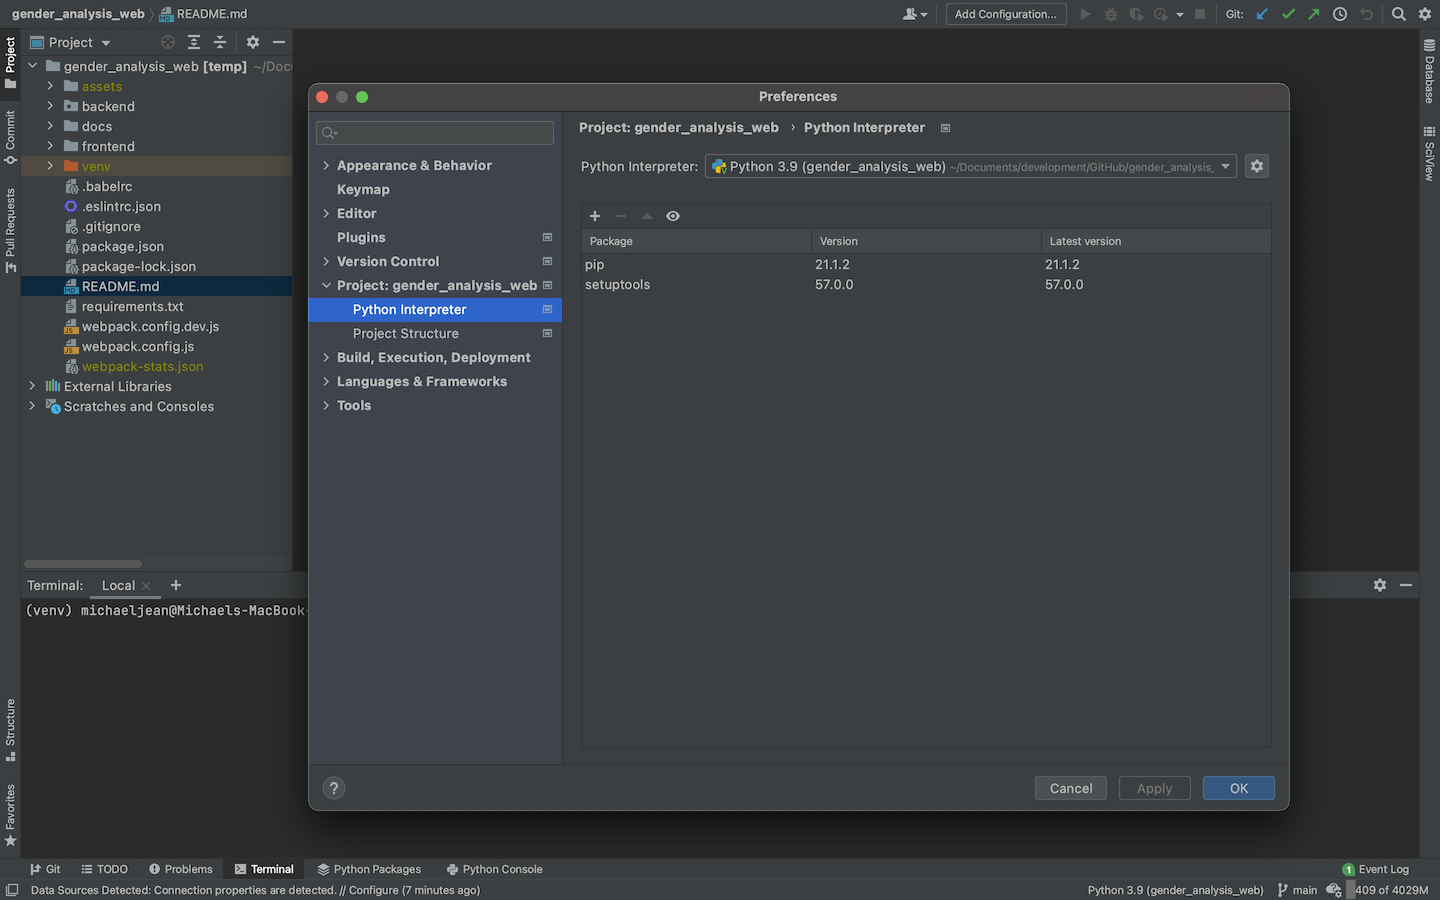 gender_analysis_web
README.md
Add Configuration...
Git:
Project
gender_analysis_web [temp] ~/Docu
assets
backend
docs
frontend
venv
.babelrc
.eslintrc.json
.gitignore
package.json
package-lock.json
README.md
requirements.txt
webpack.config.dev.js
webpack.config.js
webpack-stats.json
External Libraries
Scratches and Consoles
Project
Commit
Pull Requests
Structure
Favorites
Database
SciView
Preferences
Appearance & Behavior
Keymap
Editor
Plugins
Version Control
Project: gender_analysis_web
Python Interpreter
Project Structure
Build, Execution, Deployment
Languages & Frameworks
Tools
Project: gender_analysis_web › Python Interpreter
Python Interpreter: Python 3.9 (gender_analysis_web) ~/Documents/development/GitHub/gender_analysis_
Package Version Latest version
pip 21.1.2 21.1.2
setuptools 57.0.0 57.0.0
?
Cancel
Apply
OK
Terminal: Local
(venv) michaeljean@Michaels-MacBook-
Git
TODO
Problems
Terminal
Python Packages
Python Console
1 Event Log
Data Sources Detected: Connection properties are detected. // Configure (7 minutes ago)
Python 3.9 (gender_analysis_web)
main
409 of 4029M